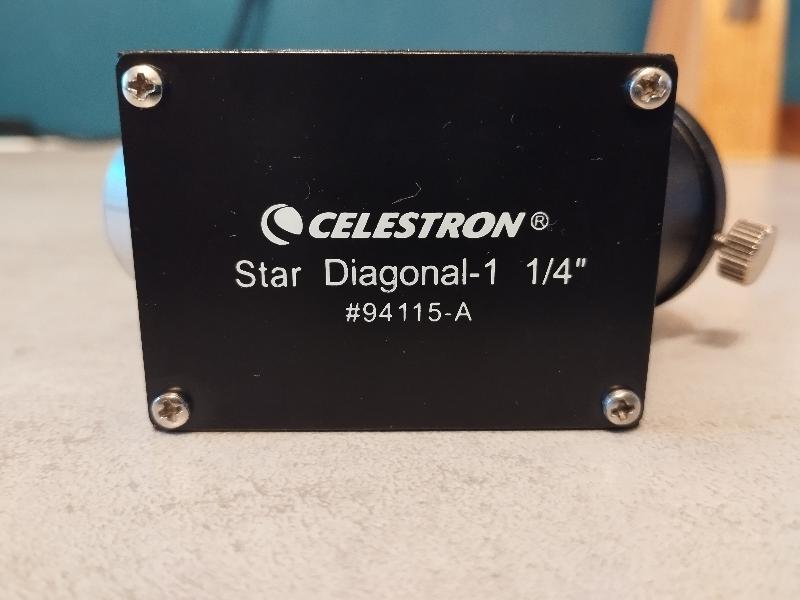 CELESTRON®
Star Diagonal-1 1/4"
#94115-A